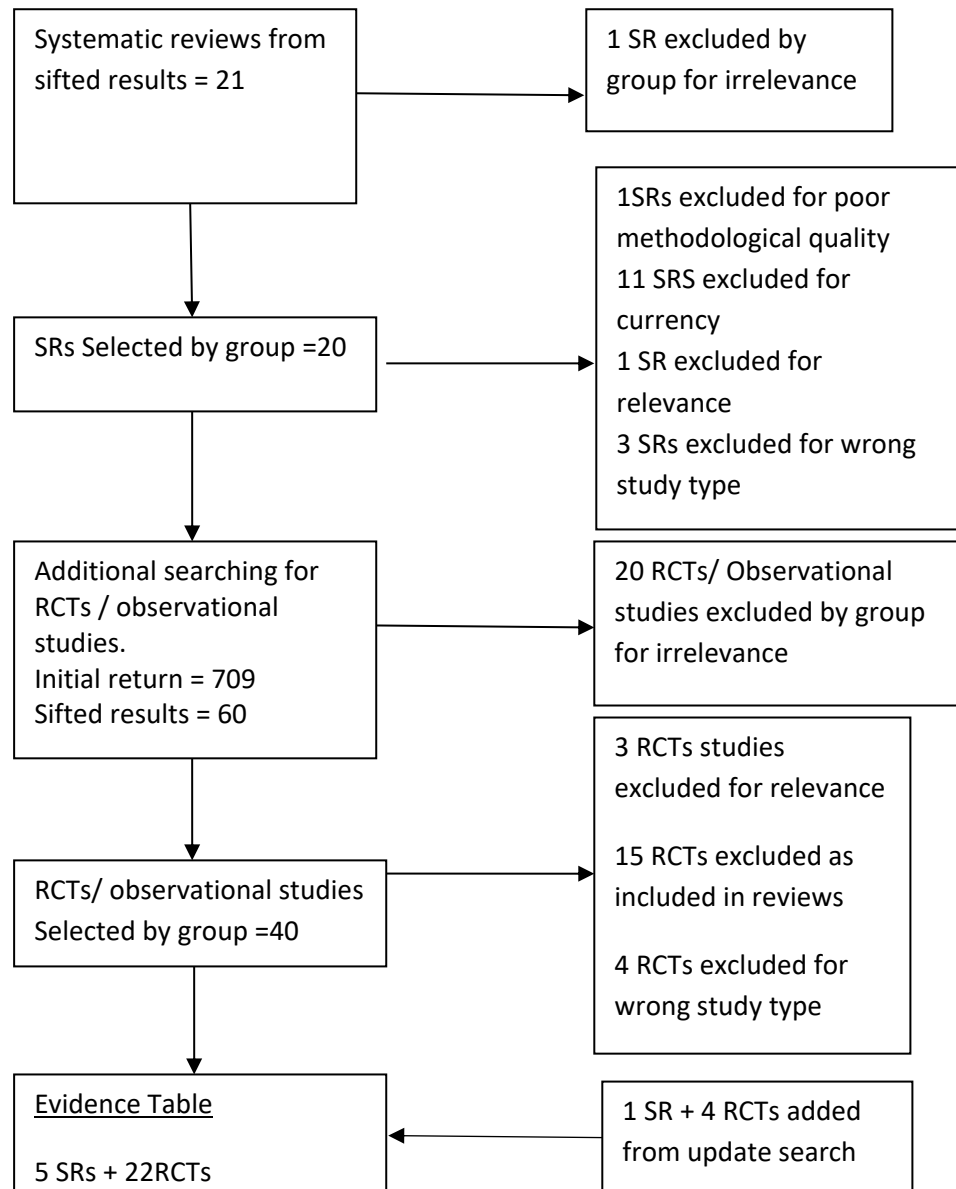 Systematic reviews from
sifted results = 21
1 SR excluded by
group for irrelevance
1SRs excluded for poor
methodological quality
11 SRS excluded for
currency
1 SR excluded for
relevance
3 SRs excluded for wrong
study type
SRs Selected by group =20
Additional searching for
RCTs / observational
studies.
Initial return = 709
Sifted results = 60
20 RCTs/ Observational
studies excluded by group
for irrelevance
3 RCTs studies
excluded for relevance
15 RCTs excluded as
included in reviews
4 RCTs excluded for
wrong study type
RCTs/ observational studies
Selected by group =40
Evidence Table
5 SRs + 22RCTs
1 SR + 4 RCTs added
from update search